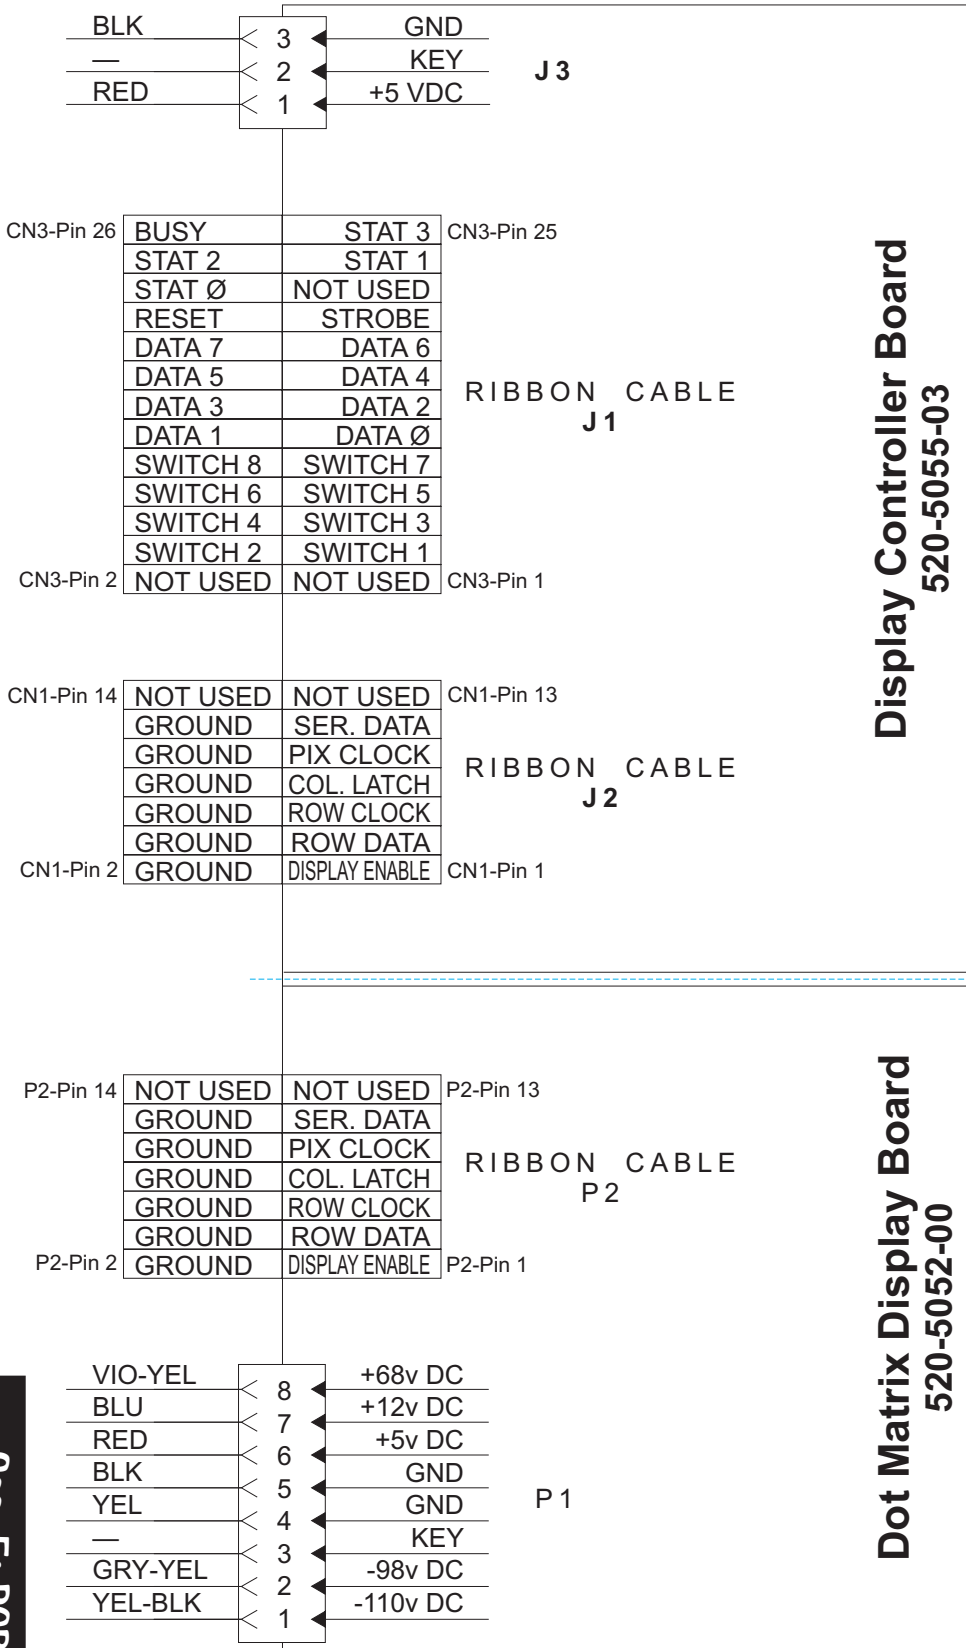 BLK 3 GND
— 2 KEY
RED 1 +5 VDC
J 3
CN3-Pin 26 BUSY STAT 3 CN3-Pin 25
STAT 2 STAT 1
STAT Ø NOT USED
RESET STROBE
DATA 7 DATA 6
DATA 5 DATA 4
DATA 3 DATA 2
DATA 1 DATA Ø
SWITCH 8 SWITCH 7
SWITCH 6 SWITCH 5
SWITCH 4 SWITCH 3
SWITCH 2 SWITCH 1
CN3-Pin 2 NOT USED NOT USED CN3-Pin 1
RIBBON CABLE
J 1
Display Controller Board
520-5055-03
CN1-Pin 14 NOT USED NOT USED CN1-Pin 13
GROUND SER. DATA
GROUND PIX CLOCK
GROUND COL. LATCH
GROUND ROW CLOCK
GROUND ROW DATA
CN1-Pin 2 GROUND DISPLAY ENABLE CN1-Pin 1
RIBBON CABLE
J 2
P2-Pin 14 NOT USED NOT USED P2-Pin 13
GROUND SER. DATA
GROUND PIX CLOCK
GROUND COL. LATCH
GROUND ROW CLOCK
GROUND ROW DATA
P2-Pin 2 GROUND DISPLAY ENABLE P2-Pin 1
RIBBON CABLE
P 2
Dot Matrix Display Board
520-5052-00
VIO-YEL 8 +68v DC
BLU 7 +12v DC
RED 6 +5v DC
BLK 5 GND
YEL 4 GND
— 3 KEY
GRY-YEL 2 -98v DC
YEL-BLK 1 -110v DC
P 1